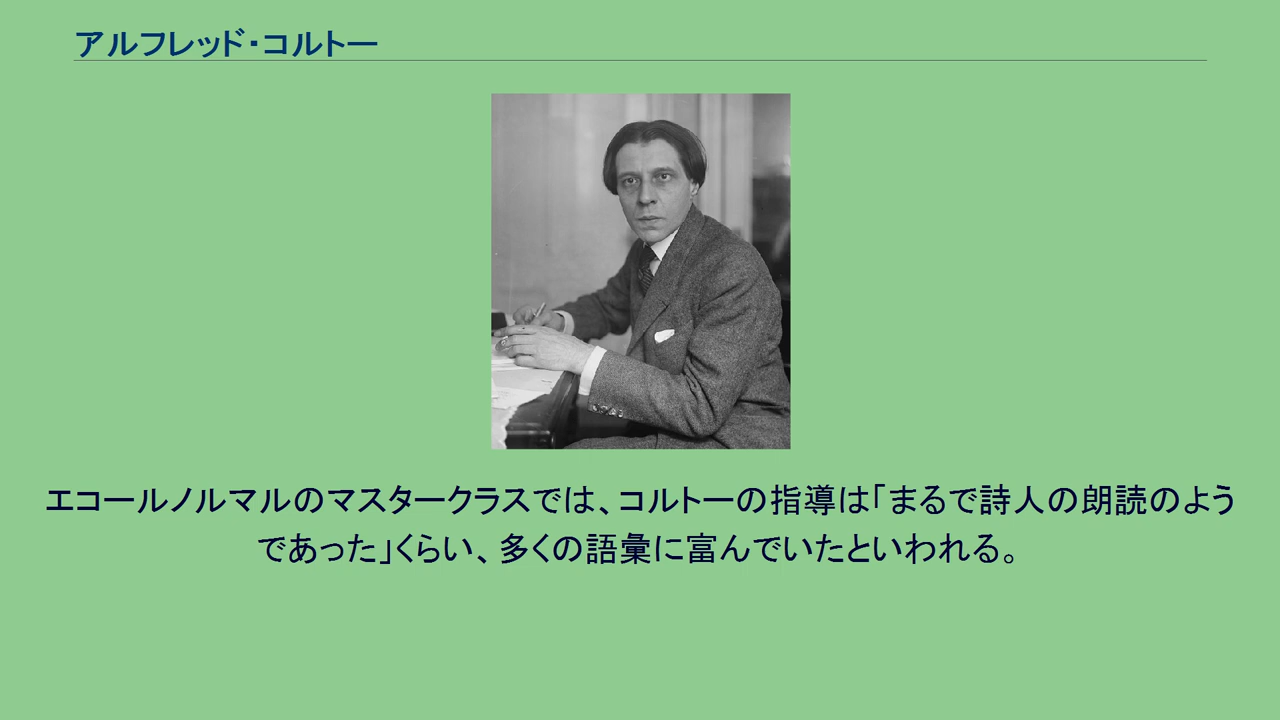 アルフレッド・コルトー
エコールノルマルのマスタークラスでは、コルトーの指導は「まるで詩人の朗読のよう
であった」くらい、多くの語彙に富んでいたといわれる。